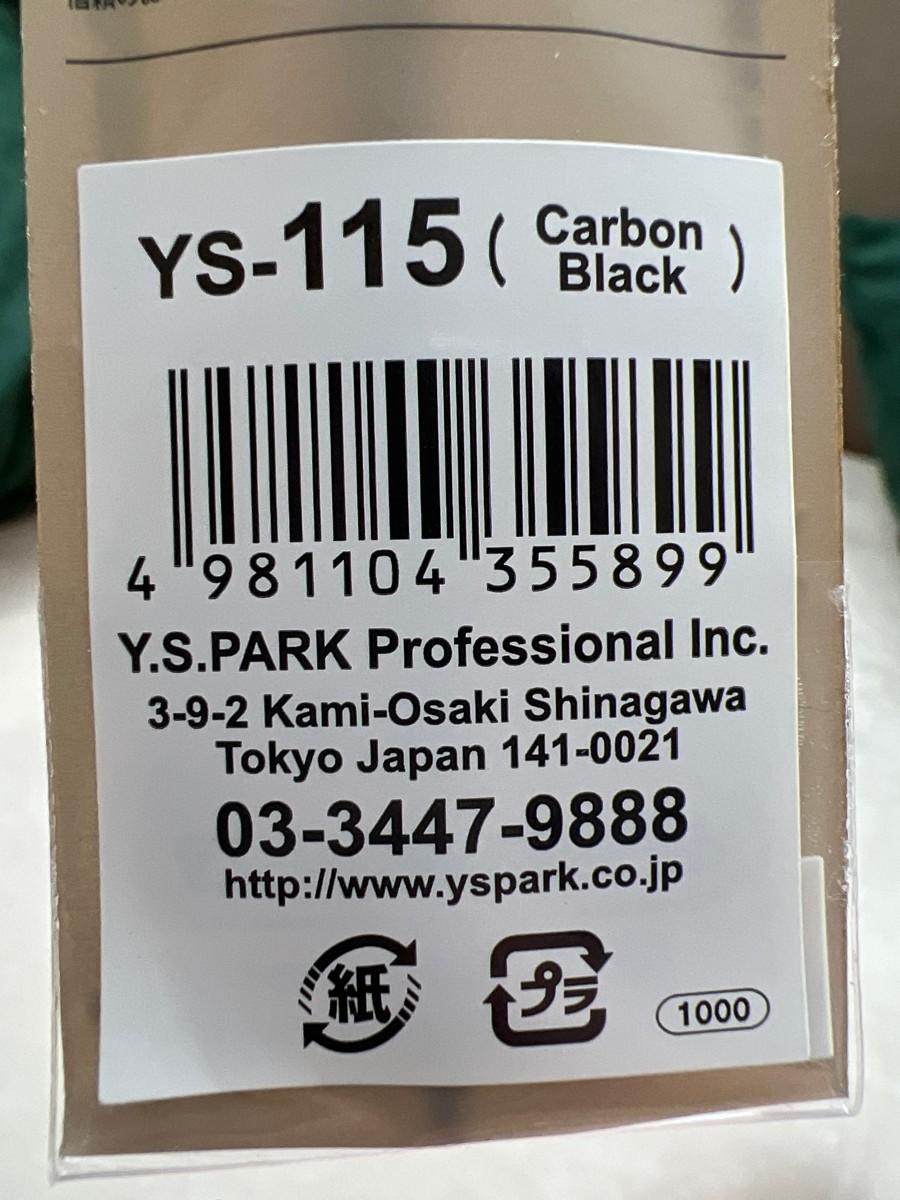 YS-115 ( Carbon Black )
4 981104 355899
Y.S.PARK Professional Inc.
3-9-2 Kami-Osaki Shinagawa
Tokyo Japan 141-0021
03-3447-9888
http://www.yspark.co.jp
紙 プラ 1000